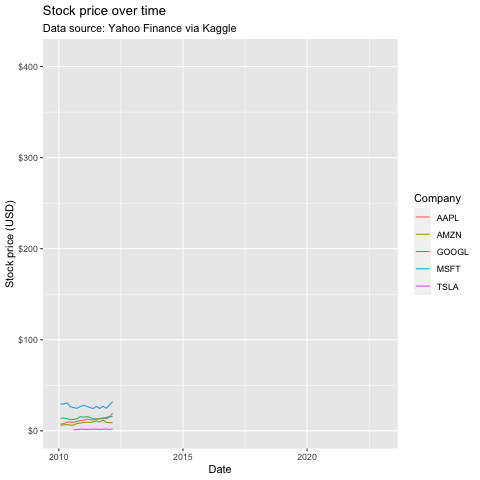 Stock price over time
Data source: Yahoo Finance via Kaggle
$400
$300
$200
$100
$0
Stock price (USD)
2010
2015
2020
Date
Company
AAPL
AMZN
GOOGL
MSFT
TSLA